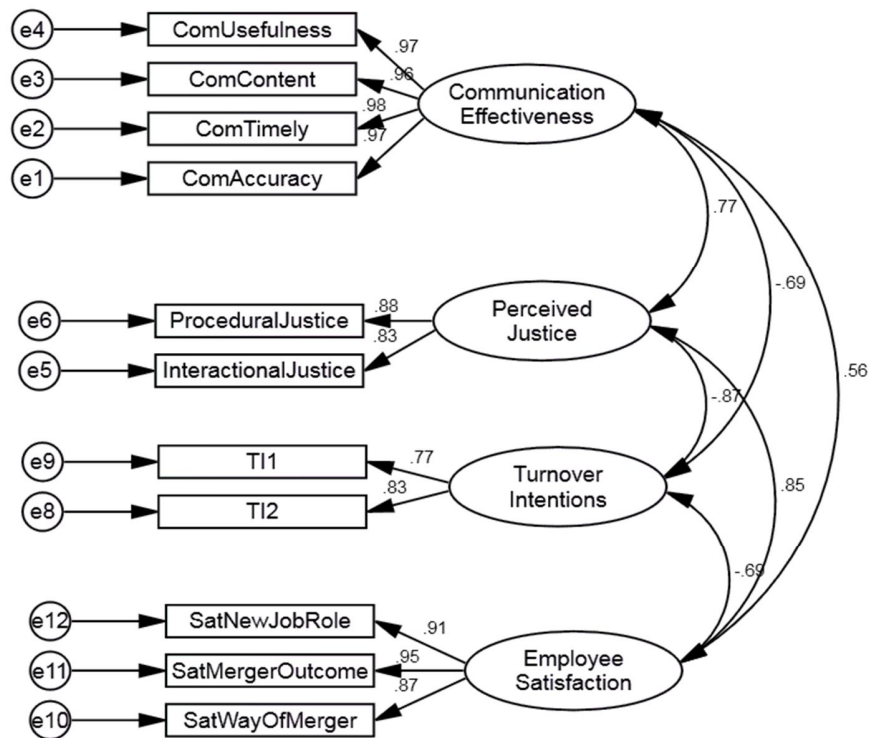 e4
ComUsefulness
.97
e3
ComContent
.96
e2
ComTimely
.98
e1
ComAccuracy
.97
Communication
Effectiveness
.77
-.69
.56
e6
ProceduralJustice
.88
e5
InteractionalJustice
.83
Perceived
Justice
-.87
.85
e9
TI1
.77
e8
TI2
.83
Turnover
Intentions
-.69
e12
SatNewJobRole
.91
e11
SatMergerOutcome
.95
e10
SatWayOfMerger
.87
Employee
Satisfaction